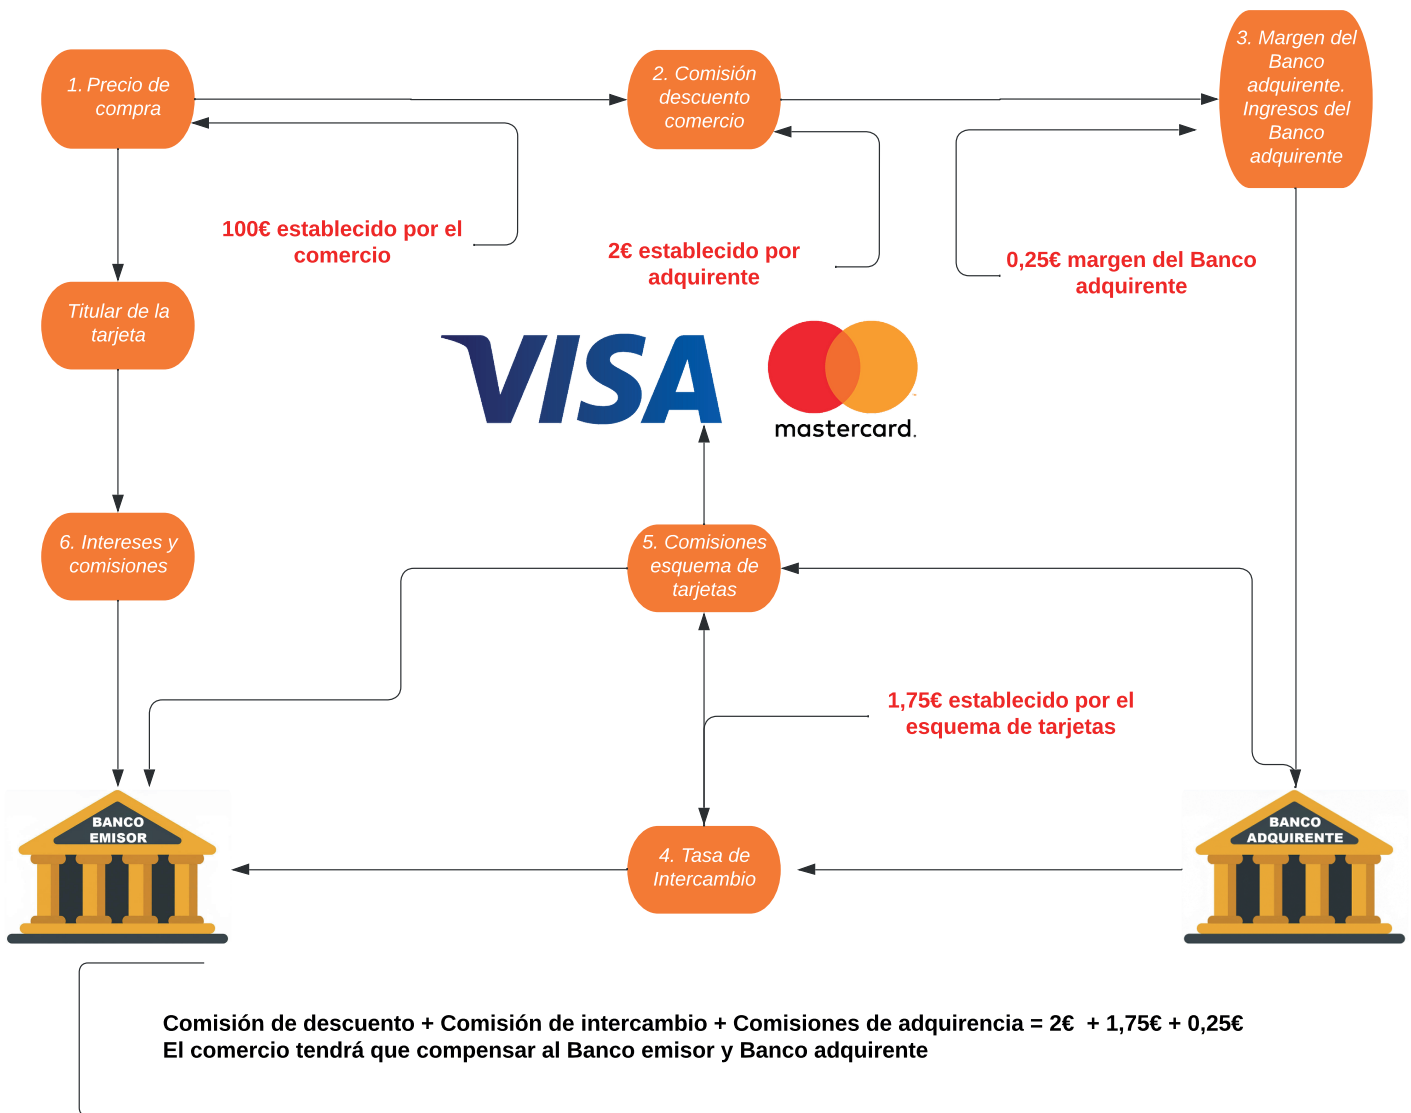 1. Precio de
compra
2. Comisión
descuento
comercio
3. Margen del
Banco
adquirente.
Ingresos del
Banco
adquirente
100€ establecido por el
comercio
2€ establecido por
adquirente
0,25€ margen del Banco
adquirente
Titular de la
tarjeta
VISA
mastercard.
6. Intereses y
comisiones
5. Comisiones
esquema de
tarjetas
1,75€ establecido por el
esquema de tarjetas
BANCO
EMISOR
4. Tasa de
Intercambio
BANCO
ADQUIRENTE
Comisión de descuento + Comisión de intercambio + Comisiones de adquirencia = 2€  + 1,75€ + 0,25€
El comercio tendrá que compensar al Banco emisor y Banco adquirente